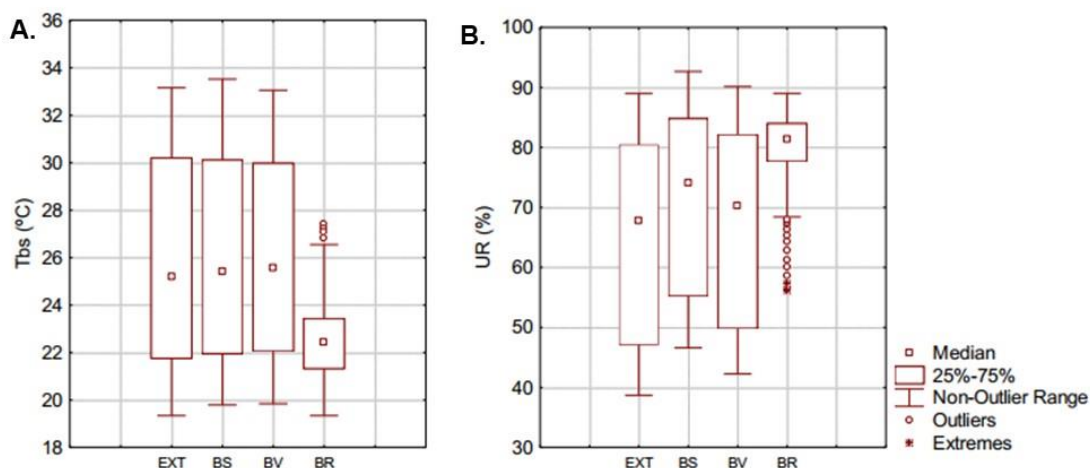 A.
Tbs (ºC)
36
34
32
30
28
26
24
22
20
18
EXT BS BV BR
B.
UR (%)
100
90
80
70
60
50
40
30
EXT BS BV BR
Median
25%-75%
Non-Outlier Range
Outliers
Extremes